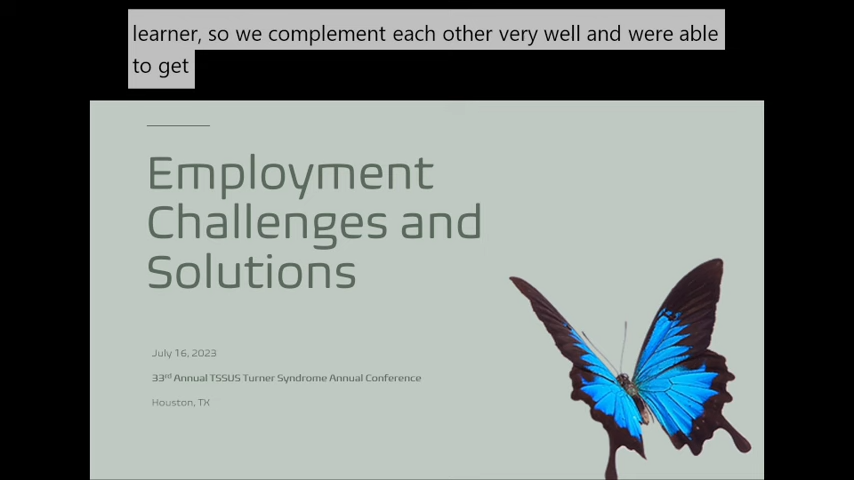 learner, so we complement each other very well and were able
to get
Employment
Challenges and
Solutions
July 16, 2023
33rd Annual TSSUS Turner Syndrome Annual Conference
Houston, TX